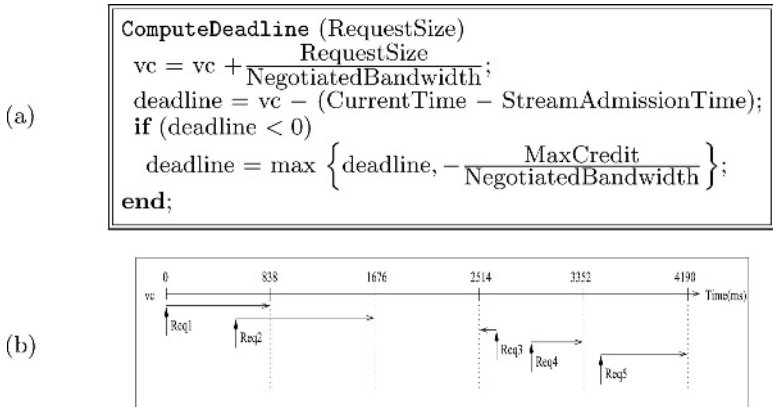 ComputeDeadline (RequestSize)
vc = vc + RequestSize / NegotiatedBandwidth;
(a)
deadline = vc − (CurrentTime − StreamAdmissionTime);
if (deadline < 0)
deadline = max {deadline, − MaxCredit / NegotiatedBandwidth};
end;
(b)
0 838 1676 2514 3352 4190
vc Time(ms)
Req1
Req2
Req3
Req4
Req5